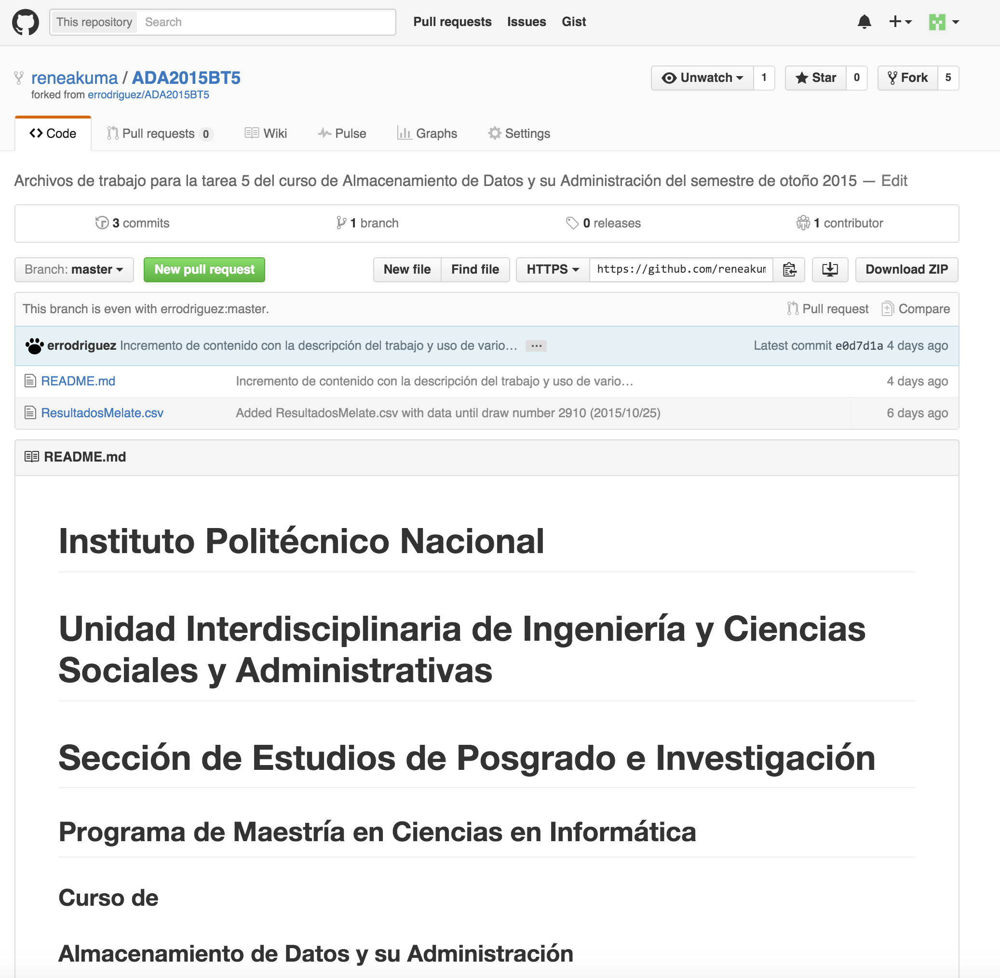 This repository Search Pull requests Issues Gist
reneakuma / ADA2015BT5
Unwatch 1 Star 0 Fork 5
forked from errodriguez/ADA2015BT5
Code Pull requests 0 Wiki Pulse Graphs Settings
Archivos de trabajo para la tarea 5 del curso de Almacenamiento de Datos y su Administración del semestre de otoño 2015 — Edit
3 commits 1 branch 0 releases 1 contributor
Branch: master New pull request New file Find file HTTPS https://github.com/reneakur Download ZIP
This branch is even with errodriguez:master. Pull request Compare
errodriguez Incremento de contenido con la descripción del trabajo y uso de vario… ... Latest commit e0d7d1a 4 days ago
README.md Incremento de contenido con la descripción del trabajo y uso de vario… 4 days ago
ResultadosMelate.csv Added ResultadosMelate.csv with data until draw number 2910 (2015/10/25) 6 days ago
README.md
Instituto Politécnico Nacional
Unidad Interdisciplinaria de Ingeniería y Ciencias
Sociales y Administrativas
Sección de Estudios de Posgrado e Investigación
Programa de Maestría en Ciencias en Informática
Curso de
Almacenamiento de Datos y su Administración